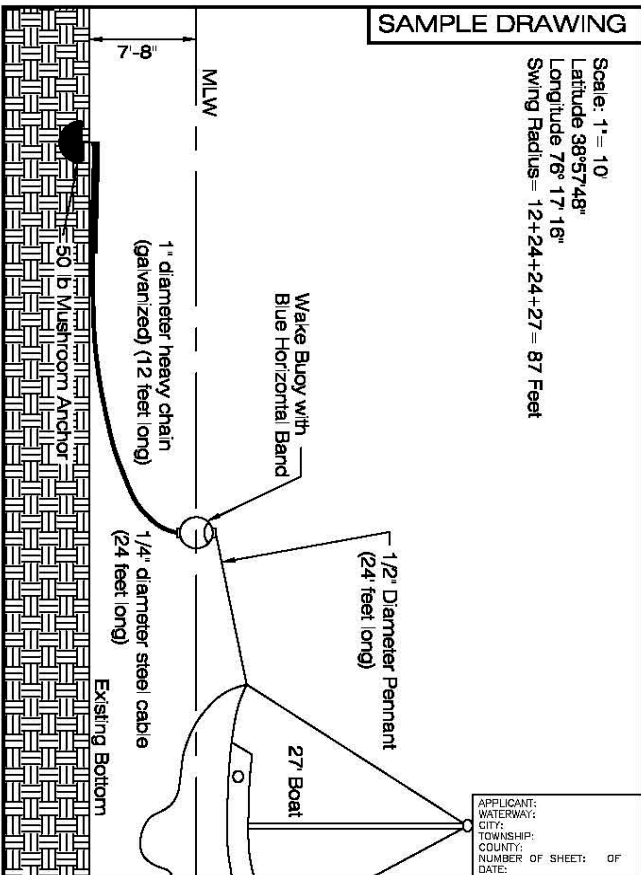 SAMPLE DRAWING
Scale: 1"= 10'
Latitude 38°57'48"
Longitude 76° 17' 16"
Swing Radius= 12+24+24+27= 87 Feet
7'-8"
MLW
Wake Buoy with
Blue Horizontal Band
1/2" Diameter Pennant
(24' feet long)
1" diameter heavy chain
(galvanized) (12 feet long)
1/4" diameter steel cable
(24 feet long)
50 lb Mushroom Anchor
Existing Bottom
27' Boat
APPLICANT:
WATERWAY:
CITY:
TOWNSHIP:
COUNTY:
NUMBER OF SHEET: OF
DATE: